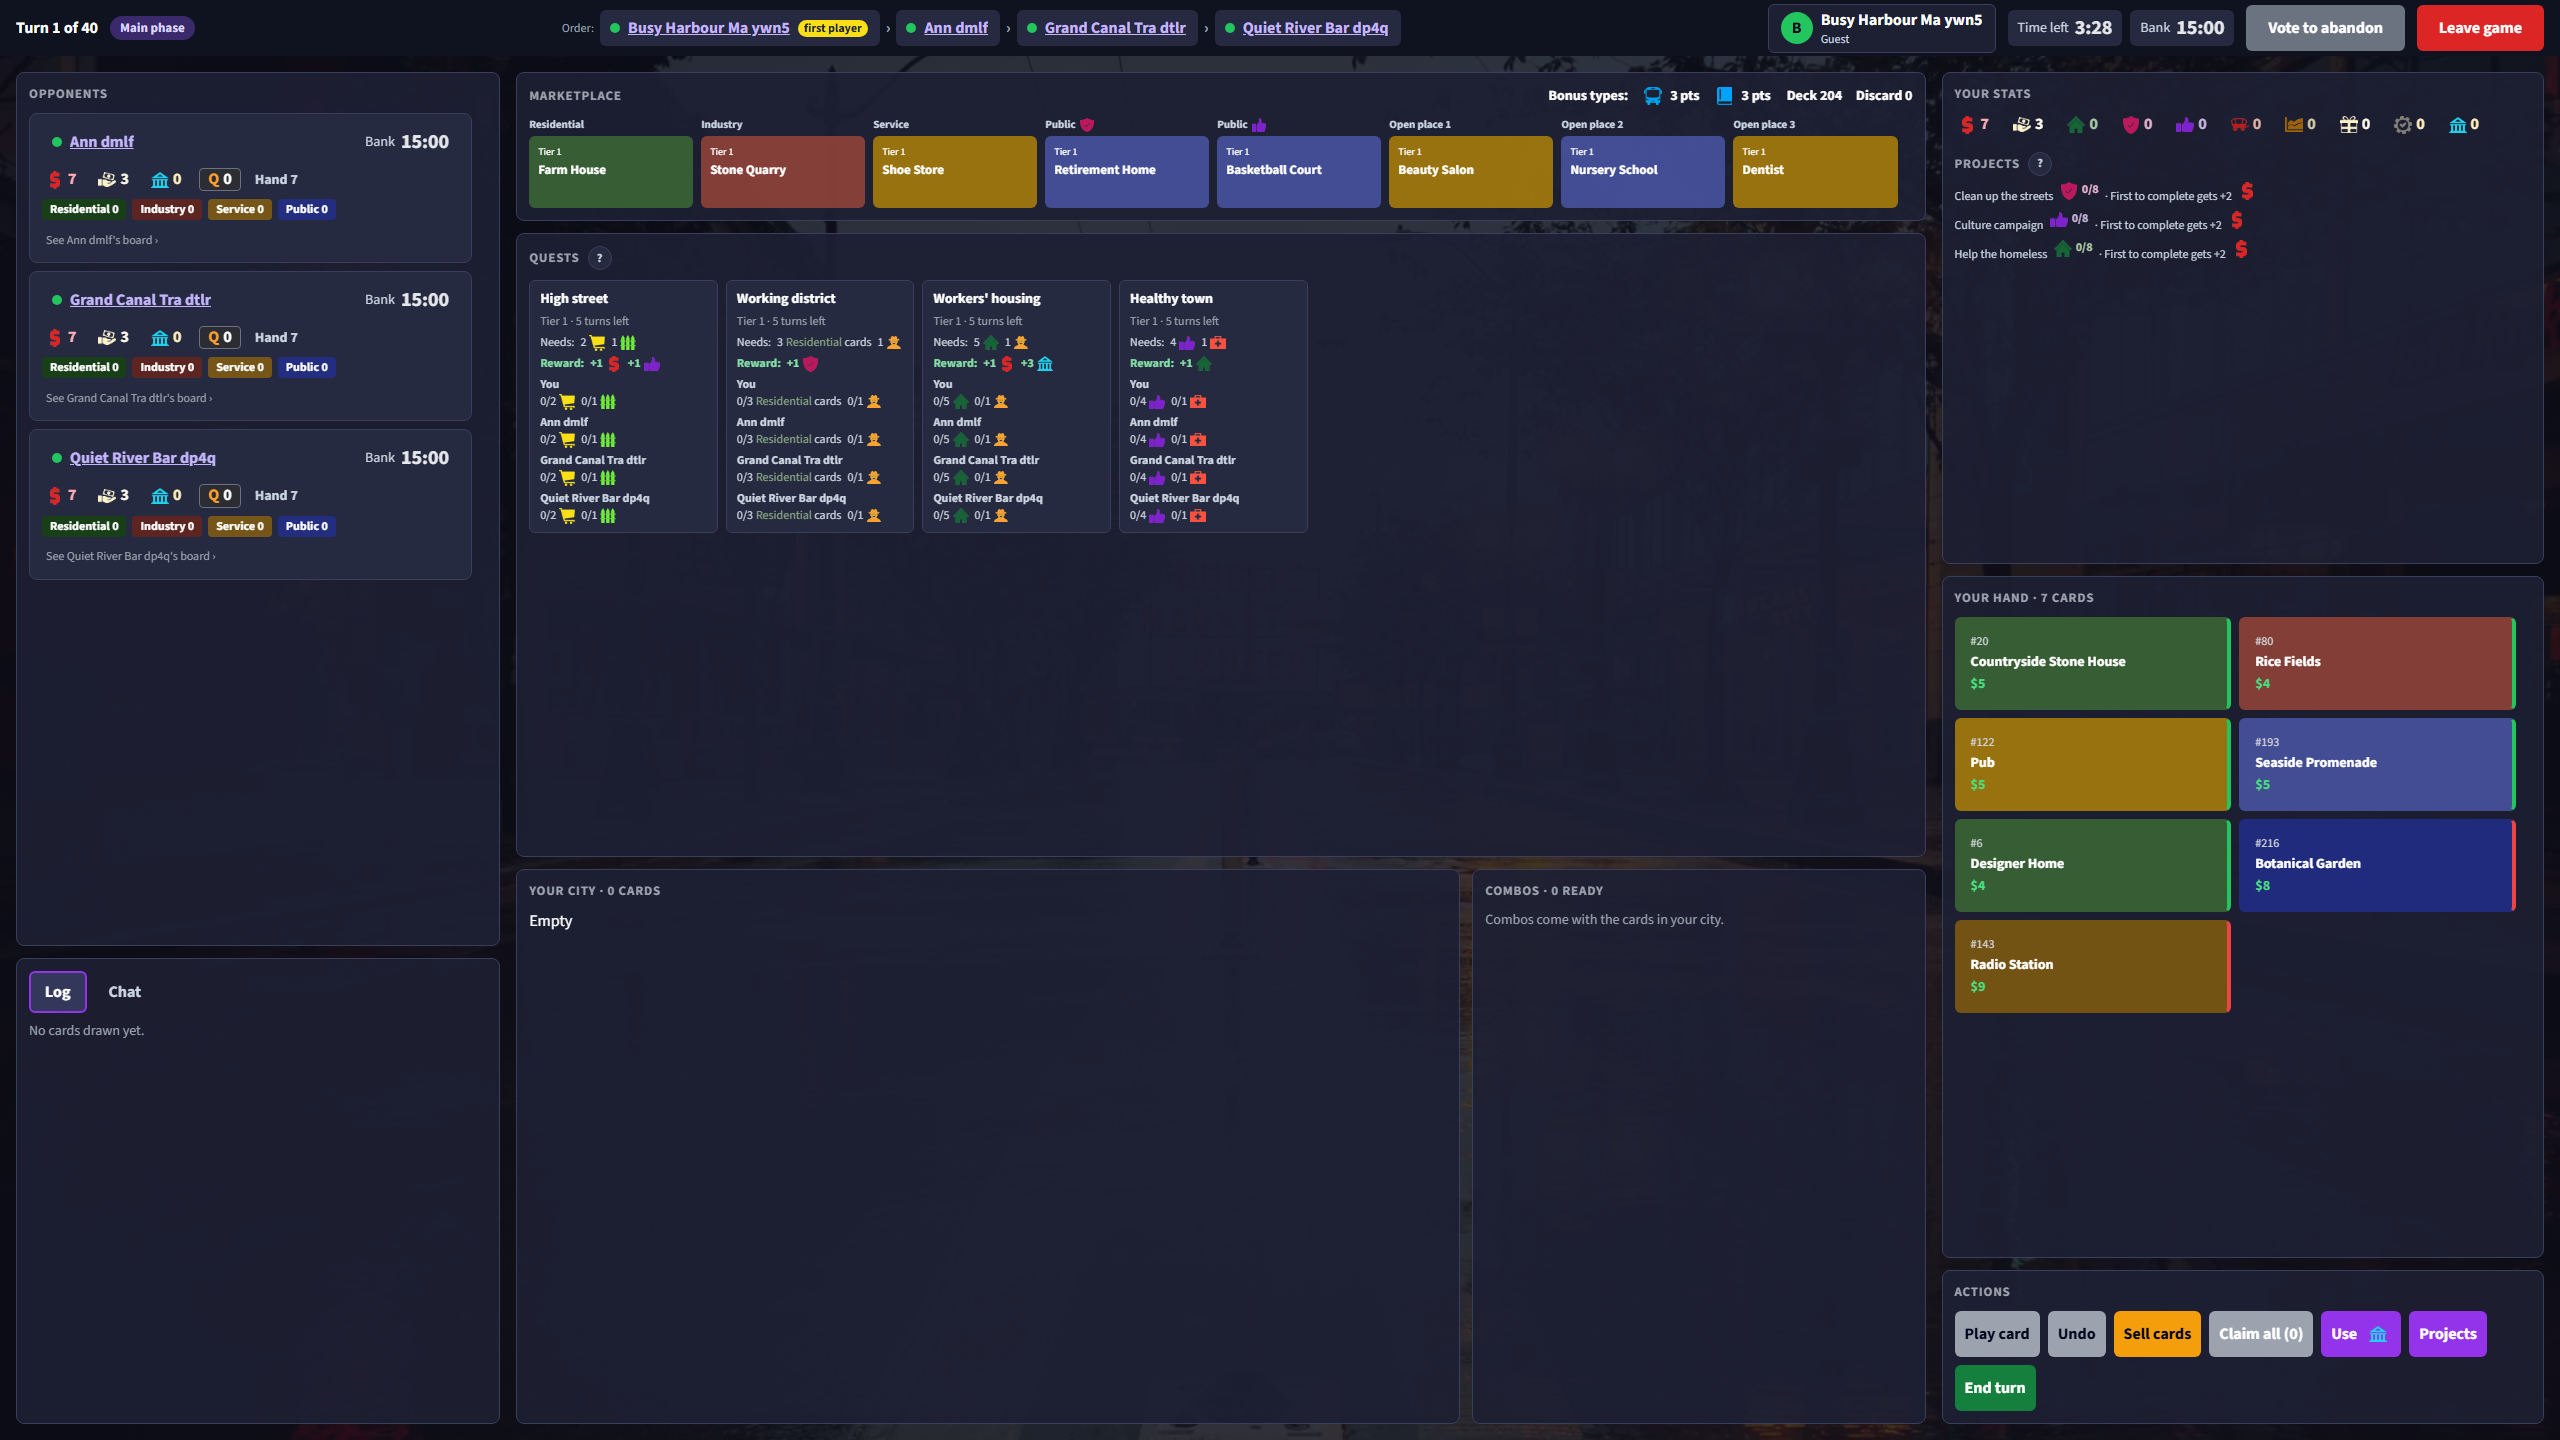 Turn 1 of 40 Main phase
Order: Busy Harbour Ma ywn5 first player › Ann dmlf › Grand Canal Tra dtlr › Quiet River Bar dp4q
B Busy Harbour Ma ywn5
Guest
Time left 3:28
Bank 15:00
Vote to abandon
Leave game
OPPONENTS
Ann dmlf Bank 15:00
7 3 0 Q 0 Hand 7
Residential 0 Industry 0 Service 0 Public 0
See Ann dmlf's board ›
Grand Canal Tra dtlr Bank 15:00
7 3 0 Q 0 Hand 7
Residential 0 Industry 0 Service 0 Public 0
See Grand Canal Tra dtlr's board ›
Quiet River Bar dp4q Bank 15:00
7 3 0 Q 0 Hand 7
Residential 0 Industry 0 Service 0 Public 0
See Quiet River Bar dp4q's board ›
Log Chat
No cards drawn yet.
MARKETPLACE
Bonus types: 3 pts 3 pts Deck 204 Discard 0
Residential
Tier 1
Farm House
Industry
Tier 1
Stone Quarry
Service
Tier 1
Shoe Store
Public
Tier 1
Retirement Home
Public
Tier 1
Basketball Court
Open place 1
Tier 1
Beauty Salon
Open place 2
Tier 1
Nursery School
Open place 3
Tier 1
Dentist
QUESTS ?
High street
Tier 1 · 5 turns left
Needs: 2 1
Reward: +1 $ +1
You
0/2 0/1
Ann dmlf
0/2 0/1
Grand Canal Tra dtlr
0/2 0/1
Quiet River Bar dp4q
0/2 0/1
Working district
Tier 1 · 5 turns left
Needs: 3 Residential cards 1
Reward: +1
You
0/3 Residential cards 0/1
Ann dmlf
0/3 Residential cards 0/1
Grand Canal Tra dtlr
0/3 Residential cards 0/1
Quiet River Bar dp4q
0/3 Residential cards 0/1
Workers' housing
Tier 1 · 5 turns left
Needs: 5 1
Reward: +1 $ +3
You
0/5 0/1
Ann dmlf
0/5 0/1
Grand Canal Tra dtlr
0/5 0/1
Quiet River Bar dp4q
0/5 0/1
Healthy town
Tier 1 · 5 turns left
Needs: 4 1
Reward: +1
You
0/4 0/1
Ann dmlf
0/4 0/1
Grand Canal Tra dtlr
0/4 0/1
Quiet River Bar dp4q
0/4 0/1
YOUR CITY · 0 CARDS
Empty
COMBOS · 0 READY
Combos come with the cards in your city.
YOUR STATS
$ 7 3 0 0 0 0 0 0 0 0
PROJECTS ?
Clean up the streets 0/8 · First to complete gets +2 $
Culture campaign 0/8 · First to complete gets +2 $
Help the homeless 0/8 · First to complete gets +2 $
YOUR HAND · 7 CARDS
#20
Countryside Stone House
$5
#80
Rice Fields
$4
#122
Pub
$5
#193
Seaside Promenade
$5
#6
Designer Home
$4
#216
Botanical Garden
$8
#143
Radio Station
$9
ACTIONS
Play card
Undo
Sell cards
Claim all (0)
Use
Projects
End turn